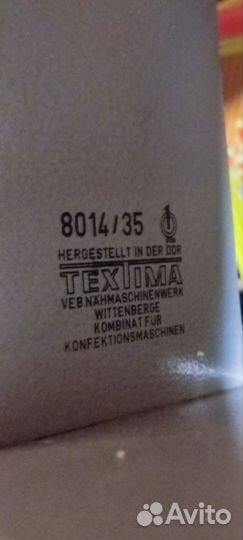 8014/35
HERGESTELLT IN DER DDR
TEXTIMA
VEB NÄHMASCHINENWERK
WITTENBERGE
KOMBINAT FÜR
KONFEKTIONSMASCHINEN
Avito